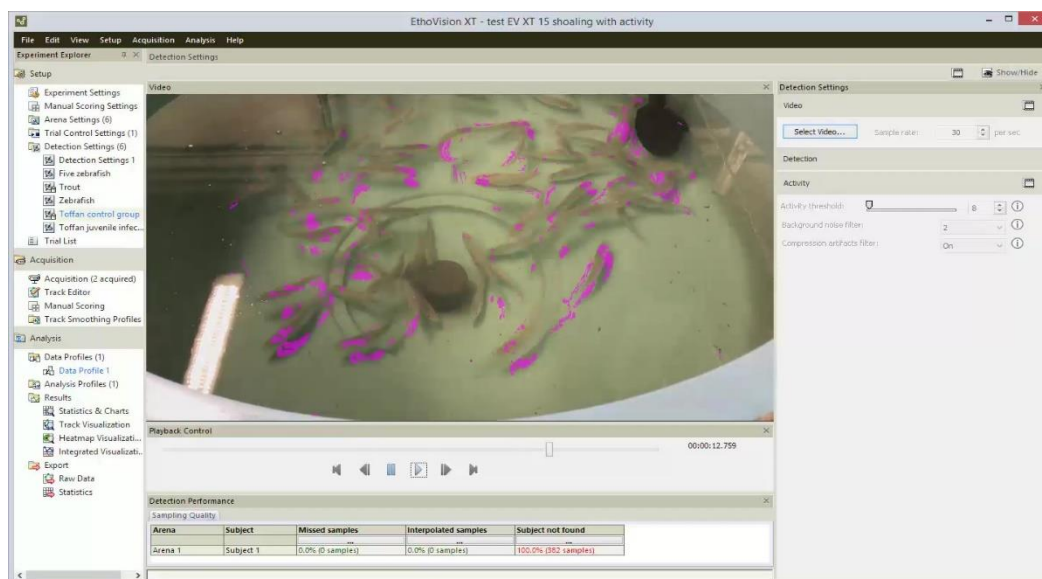 EthoVision XT - test EV XT 15 shoaling with activity
File Edit View Setup Acquisition Analysis Help
Experiment Explorer
Detection Settings
Setup
Show/Hide
Experiment Settings
Manual Scoring Settings
Arena Settings (6)
Trial Control Settings (1)
Detection Settings (6)
Detection Settings 1
Five zebrafish
Trout
Zebrafish
Toffan control group
Toffan juvenile infec...
Trial List
Acquisition
Acquisition (2 acquired)
Track Editor
Manual Scoring
Track Smoothing Profiles
Analysis
Data Profiles (1)
Data Profile 1
Analysis Profiles (1)
Results
Statistics & Charts
Track Visualization
Heatmap Visualizati...
Integrated Visualizati...
Export
Raw Data
Statistics
Video
Playback Control
00:00:12.759
Detection Performance
Sampling Quality
Arena Subject Missed samples Interpolated samples Subject not found
... ... ...
Arena 1 Subject 1 0.0% (0 samples) 0.0% (0 samples) 100.0% (382 samples)
Detection Settings
Video
Select Video... Sample rate: 30 per sec
Detection
Activity
Activity threshold: 8
Background noise filter: 2
Compression artifacts filter: On